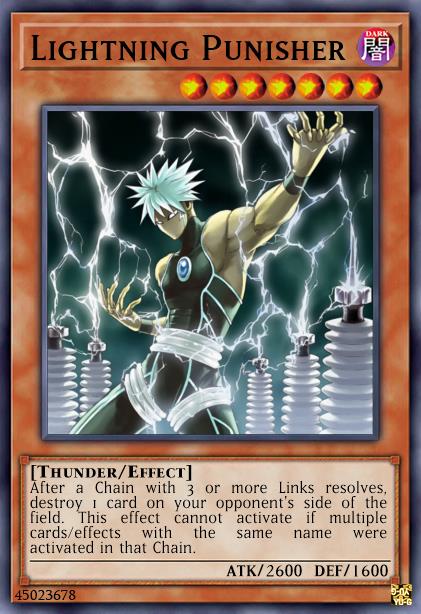 LIGHTNING PUNISHER
DARK
闇
[THUNDER/EFFECT]
After a Chain with 3 or more Links resolves,
destroy 1 card on your opponent's side of the
field. This effect cannot activate if multiple
cards/effects with the same name were
activated in that Chain.
ATK/2600 DEF/1600
45023678